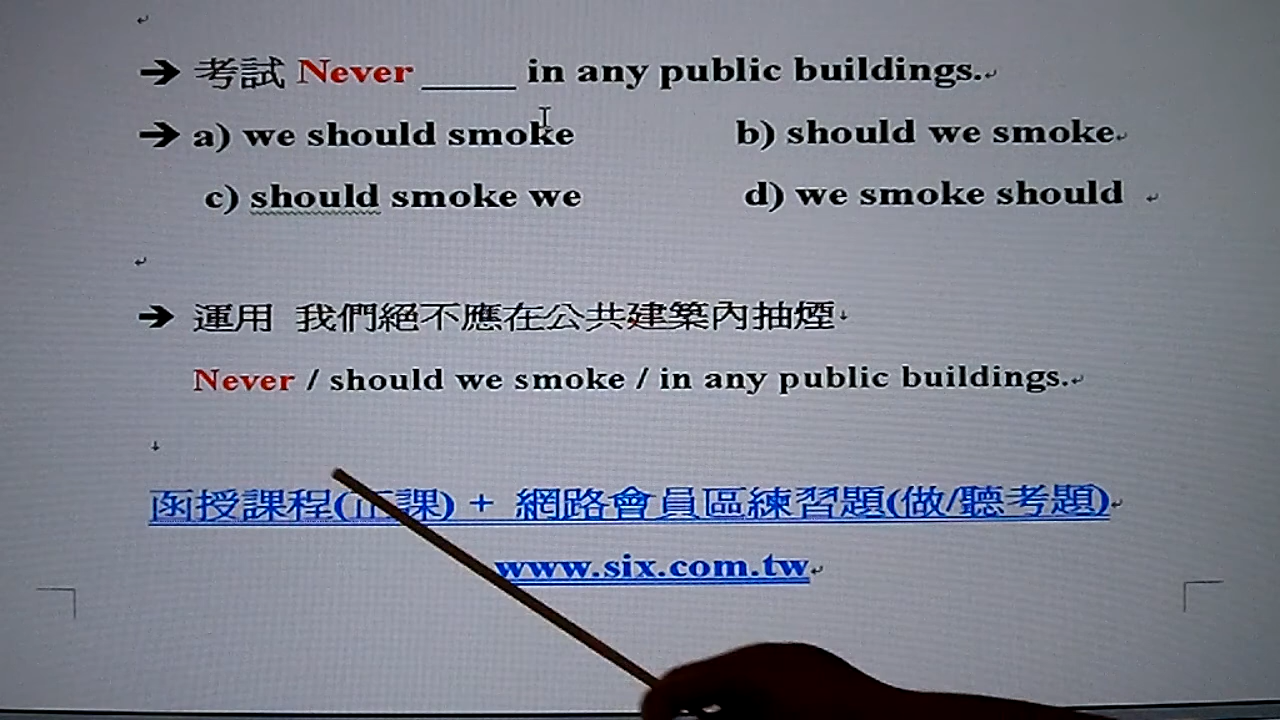 → 考試 Never _____ in any public buildings.
→ a) we should smoke b) should we smoke
c) should smoke we d) we smoke should
→ 運用 我們絕不應在公共建築內抽煙
Never / should we smoke / in any public buildings.
函授課程(正課) + 網路會員區練習題(做/聽考題)
www.six.com.tw